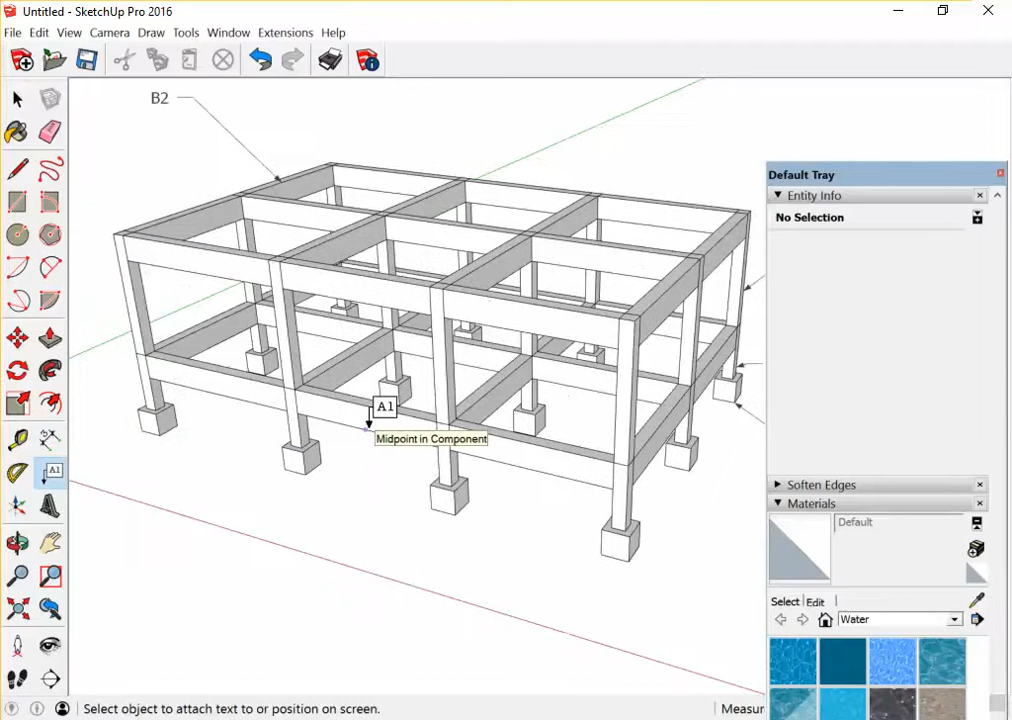 Untitled - SketchUp Pro 2016
File Edit View Camera Draw Tools Window Extensions Help
B2
Default Tray
Entity Info
No Selection
A1
Midpoint in Component
A1
Soften Edges
Materials
Default
Select Edit
Water
Select object to attach text to or position on screen.
Measur